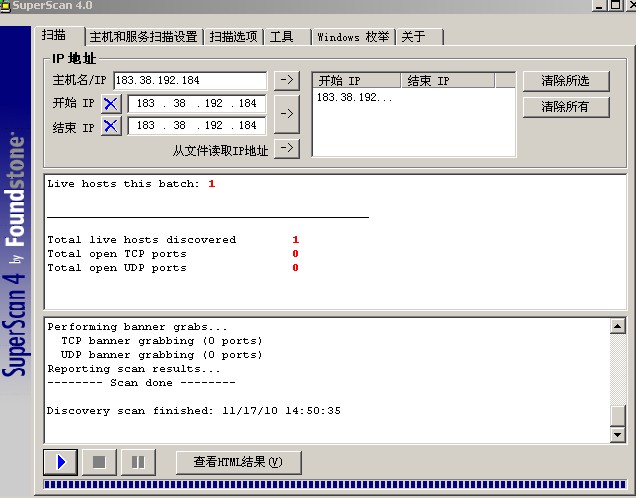 SuperScan 4.0
扫描 主机和服务扫描设置 扫描选项 工具 Windows 枚举 关于
IP 地址
主机名/IP 183.38.192.184 ->
开始 IP 183 . 38 . 192 . 184
结束 IP 183 . 38 . 192 . 184
->
从文件读取IP地址 ->
开始 IP 结束 IP
183.38.192...
清除所选
清除所有
SuperScan 4 by Foundstone
Live hosts this batch: 1
Total live hosts discovered 1
Total open TCP ports 0
Total open UDP ports 0
Performing banner grabs...
TCP banner grabbing (0 ports)
UDP banner grabbing (0 ports)
Reporting scan results...
-------- Scan done --------
Discovery scan finished: 11/17/10 14:50:35
查看HTML结果(V)